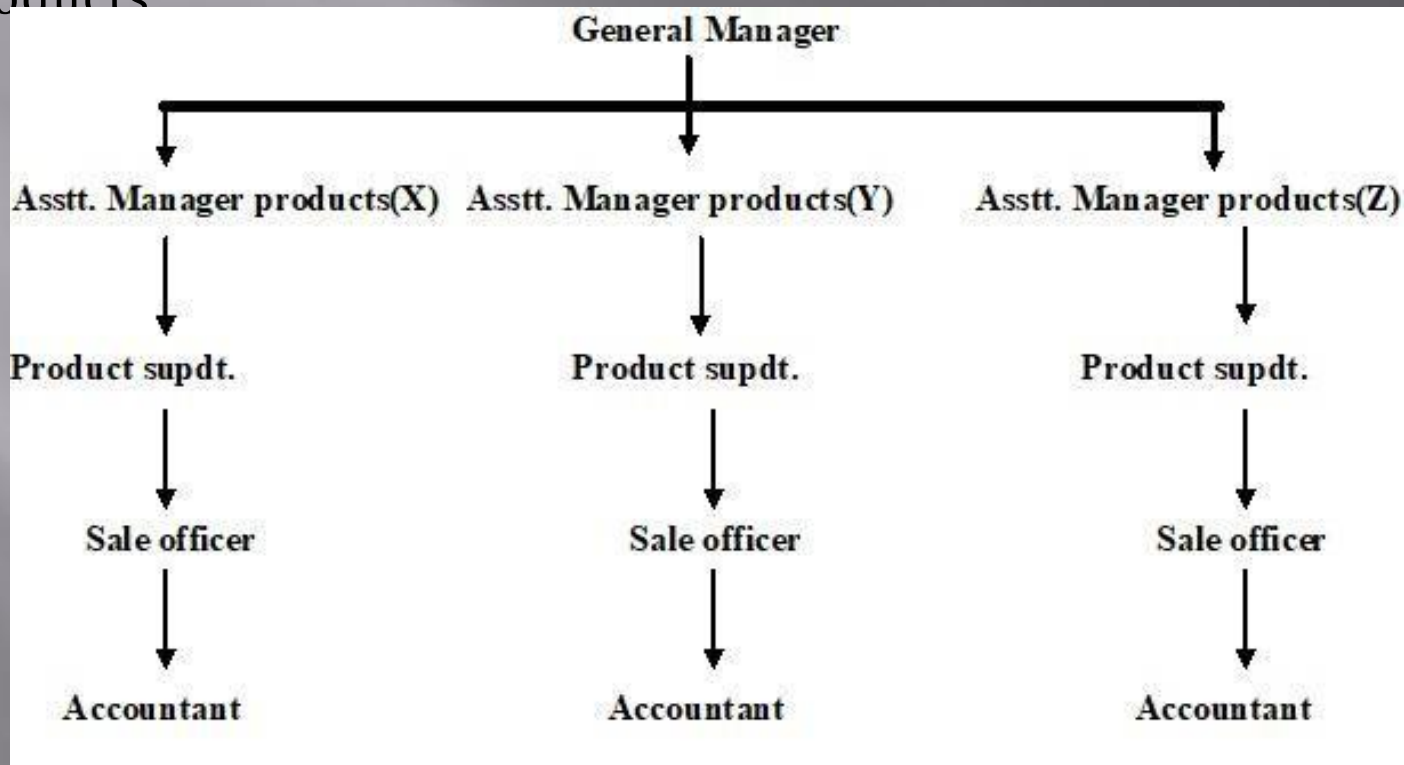 General Manager
Asstt. Manager products(X) Asstt. Manager products(Y) Asstt. Manager products(Z)
Product supdt. Product supdt. Product supdt.
Sale officer Sale officer Sale officer
Accountant Accountant Accountant